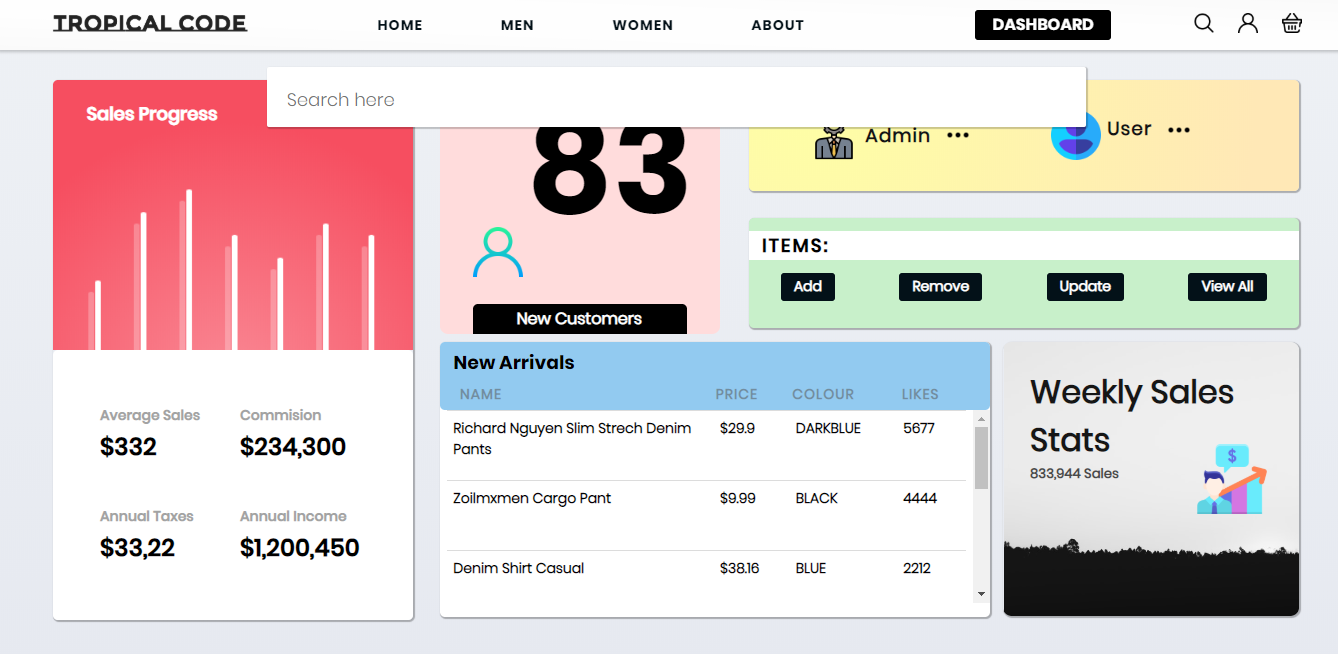 TROPICAL CODE
HOME MEN WOMEN ABOUT
DASHBOARD
Search here
Sales Progress
Average Sales Commision
$332 $234,300
Annual Taxes Annual Income
$33,22 $1,200,450
83
New Customers
Admin ••• User •••
ITEMS:
Add Remove Update View All
New Arrivals
NAME PRICE COLOUR LIKES
Richard Nguyen Slim Strech Denim $29.9 DARKBLUE 5677
Pants
Zoilmxmen Cargo Pant $9.99 BLACK 4444
Denim Shirt Casual $38.16 BLUE 2212
Weekly Sales
Stats
833,944 Sales
$